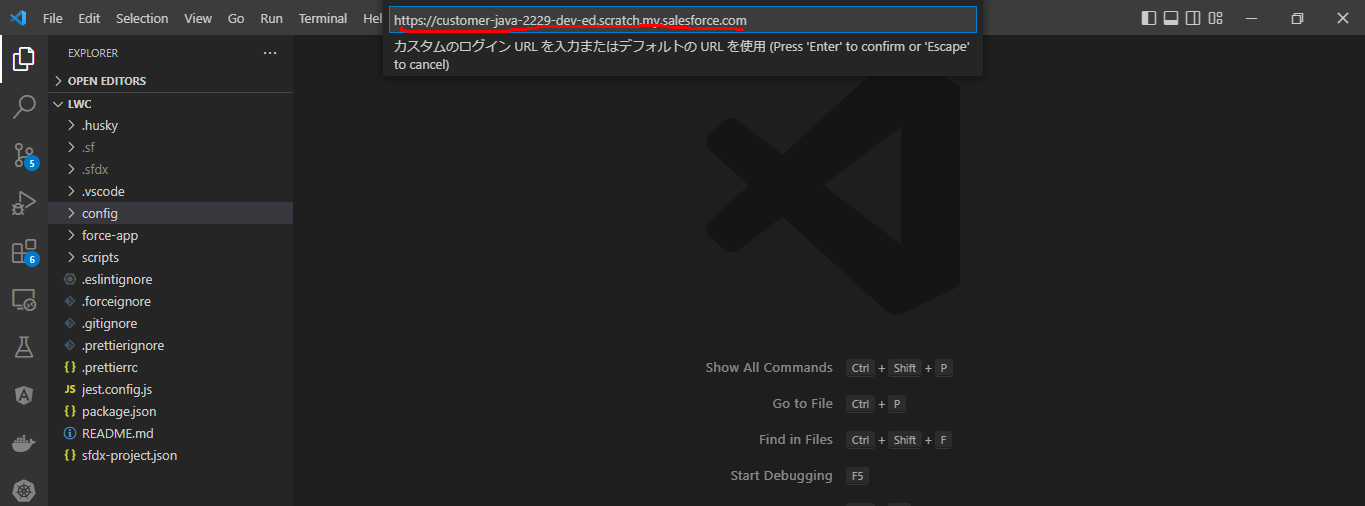 File Edit Selection View Go Run Terminal Hel
https://customer-java-2229-dev-ed.scratch.my.salesforce.com
カスタムのログイン URL を入力またはデフォルトの URL を使用 (Press 'Enter' to confirm or 'Escape'
to cancel)
EXPLORER
OPEN EDITORS
LWC
.husky
.sf
.sfdx
.vscode
config
force-app
scripts
.eslintignore
.forceignore
.gitignore
.prettierignore
{} .prettierrc
JS jest.config.js
{} package.json
README.md
{} sfdx-project.json
5
6
Show All Commands Ctrl + Shift + P
Go to File Ctrl + P
Find in Files Ctrl + Shift + F
Start Debugging F5